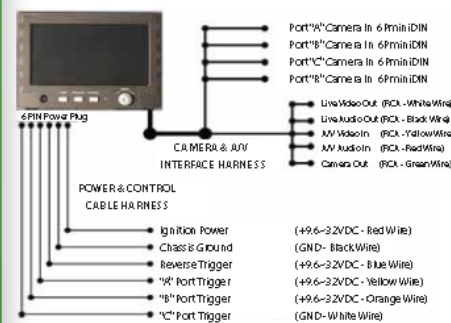 Port "A" Camera In 6PminiDIN
Port "B" Camera In 6PminiDIN
Port "C" Camera In 6PminiDIN
Port "R" Camera In 6PminiDIN
Live Video Out (RCA - White Wire)
Live Audio Out (RCA - Black Wire)
A/V Video In (RCA - Yellow Wire)
A/V Audio In (RCA - Red Wire)
Camera Out (RCA - Green Wire)
6 PIN Power Plug
CAMERA & A/V
INTERFACE HARNESS
POWER & CONTROL
CABLE HARNESS
Ignition Power (+9.6~32VDC - Red Wire)
Chassis Ground (GND - Black Wire)
Reverse Trigger (+9.6~32VDC - Blue Wire)
"A" Port Trigger (+9.6~32VDC - Yellow Wire)
"B" Port Trigger (+9.6~32VDC - Orange Wire)
"C" Port Trigger (GND - White Wire)